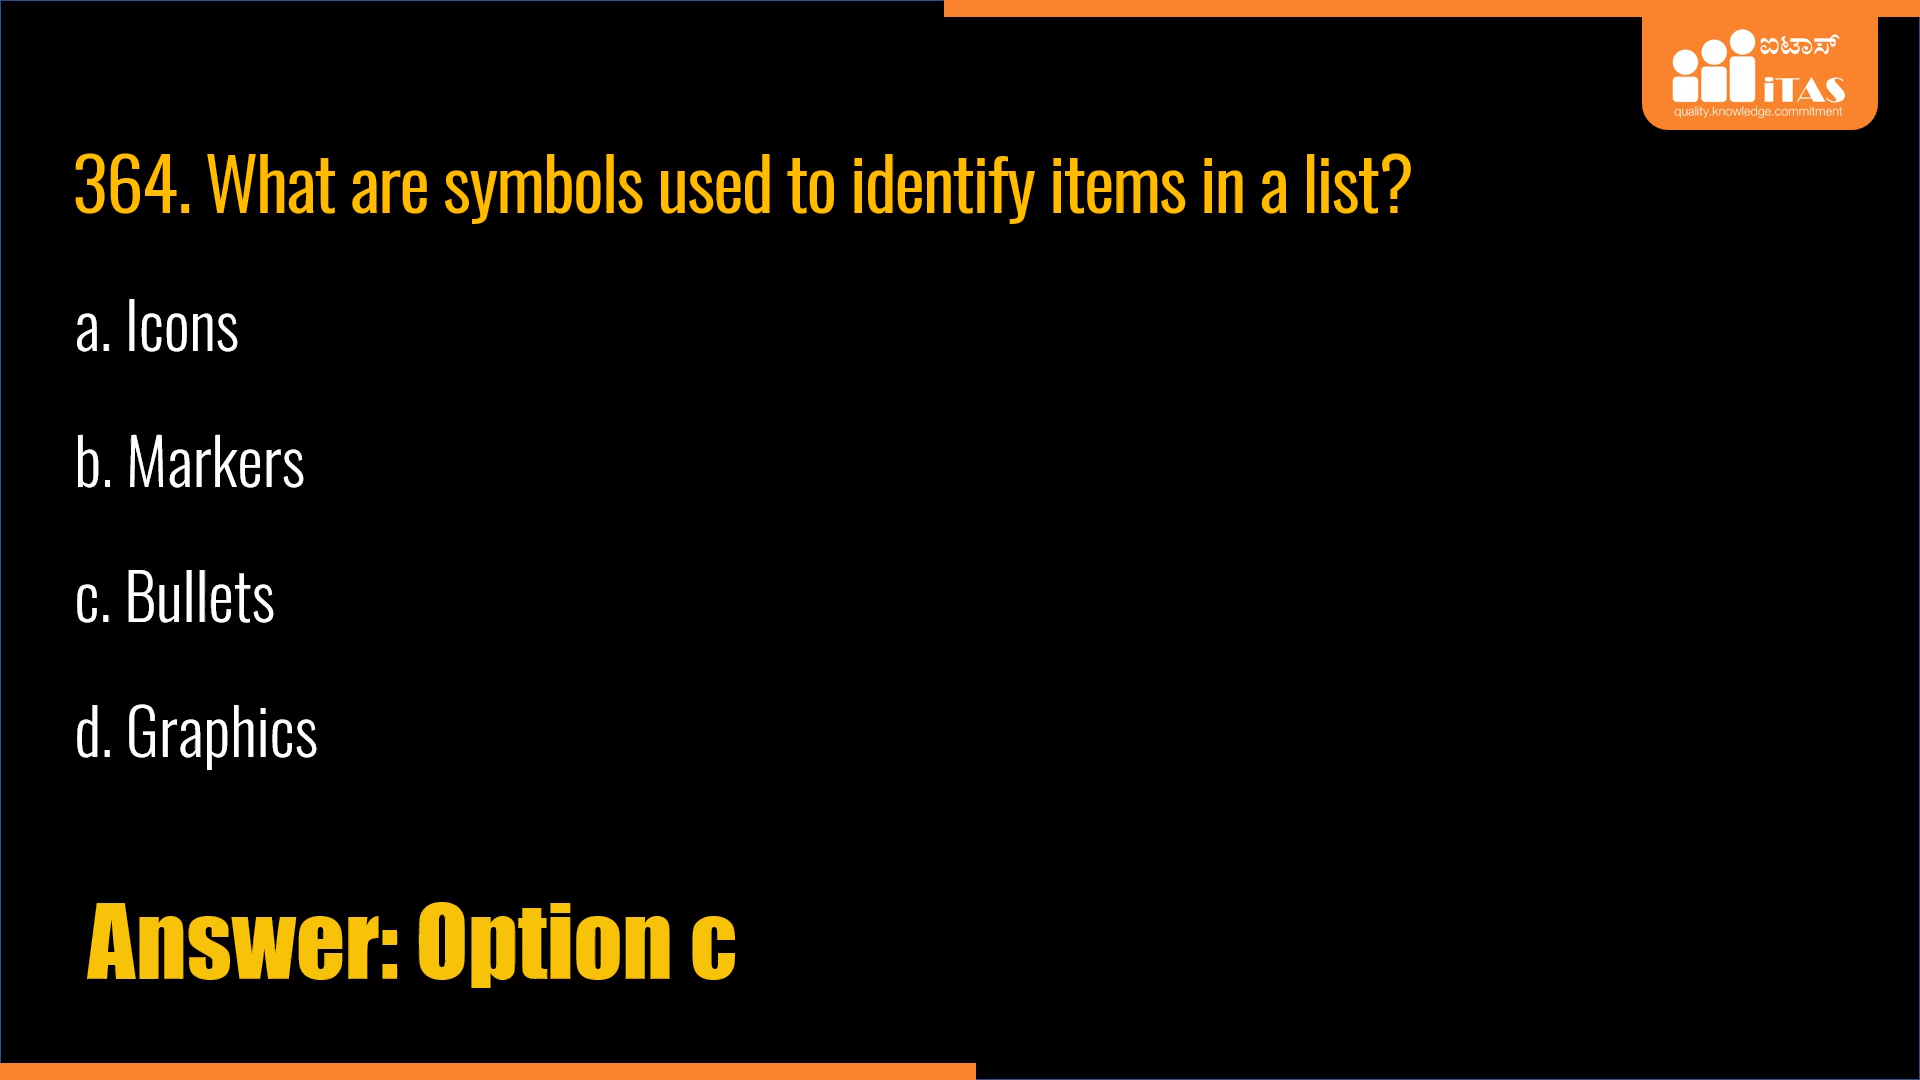 ಐಟಾಸ್
iTAS
quality.knowledge.commitment
364. What are symbols used to identify items in a list?
a. Icons
b. Markers
c. Bullets
d. Graphics
Answer: Option c